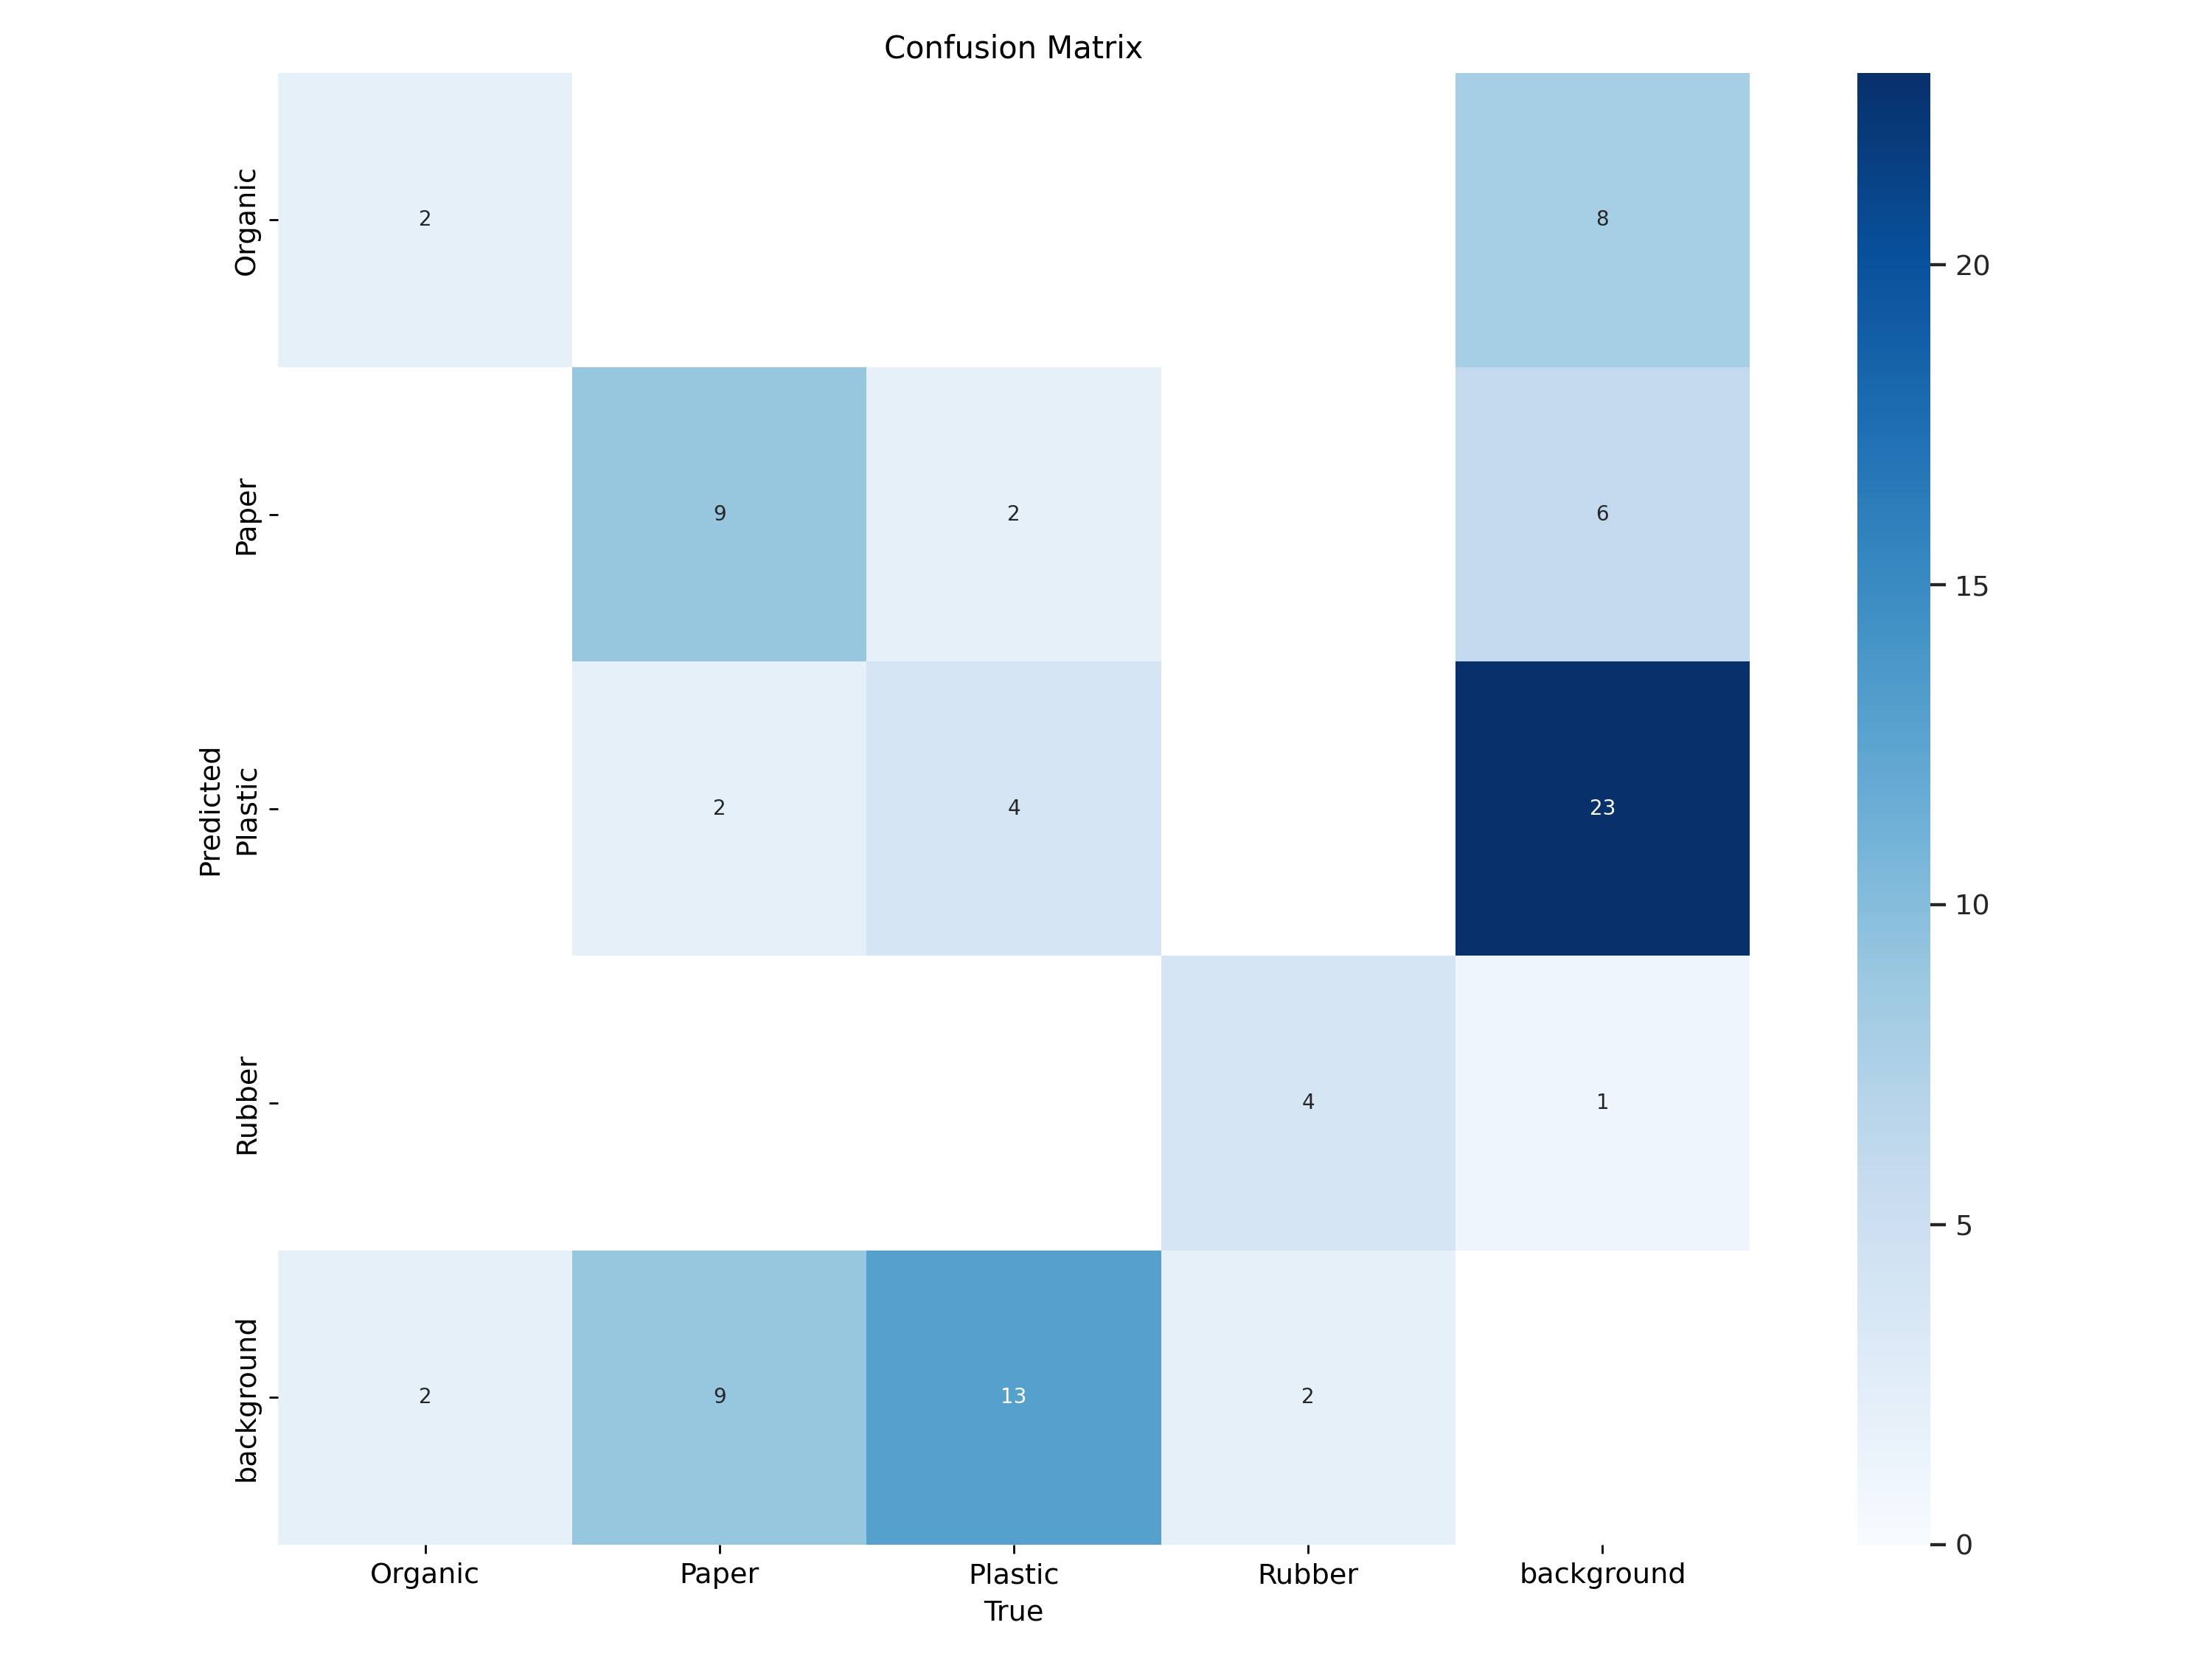 Confusion Matrix
Organic
2
8
20
Paper
9
2
6
15
Predicted
Plastic
2
4
23
10
Rubber
4
1
5
background
2
9
13
2
0
Organic
Paper
Plastic
Rubber
background
True